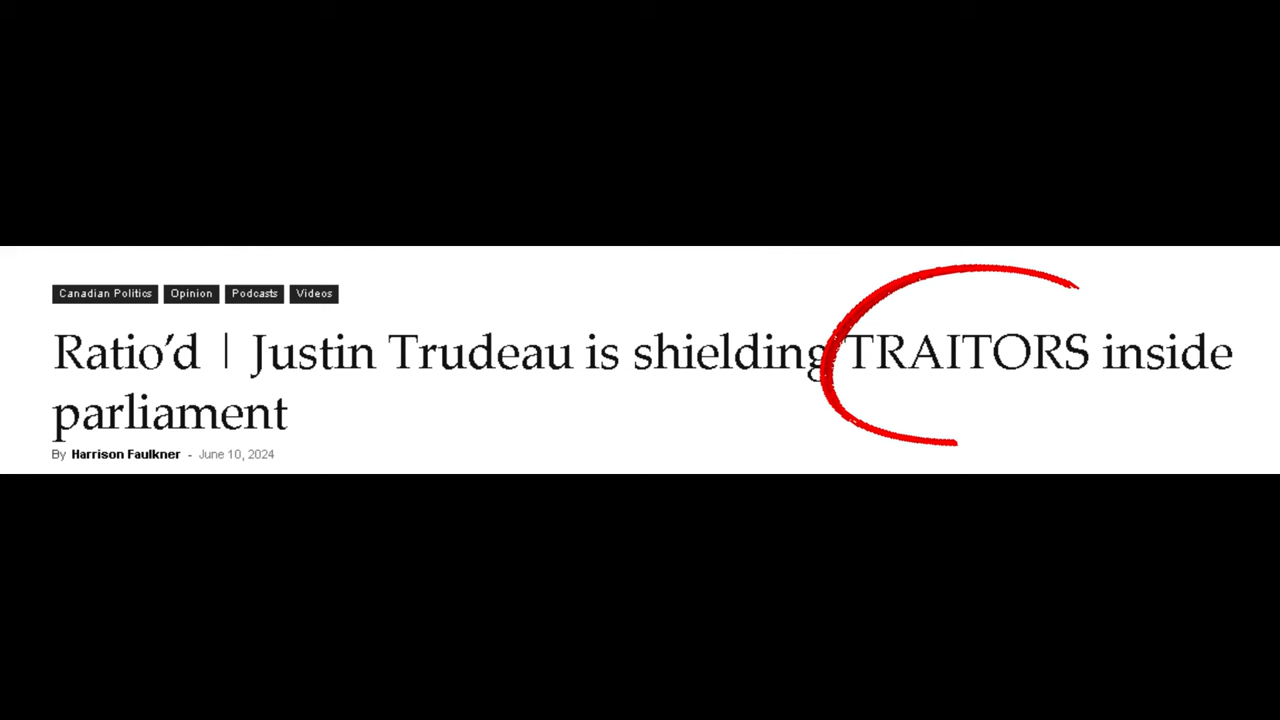 Canadian Politics Opinion Podcasts Videos
Ratio’d | Justin Trudeau is shielding TRAITORS inside
parliament
By Harrison Faulkner - June 10, 2024